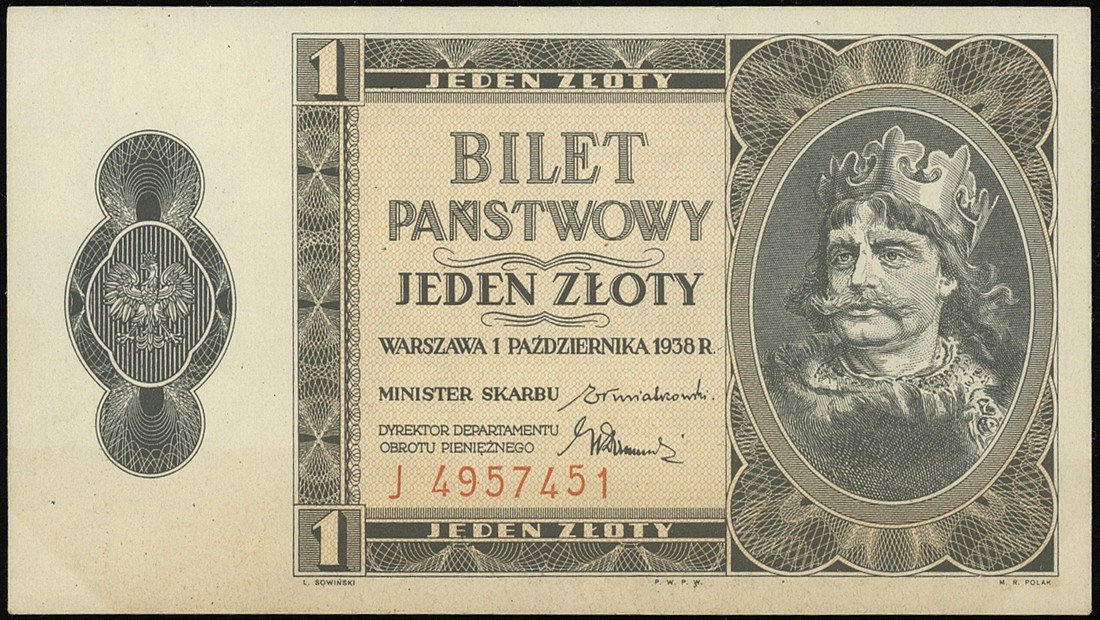 1
JEDEN ZŁOTY
BILET
PAŃSTWOWY
JEDEN ZŁOTY
WARSZAWA 1 PAŹDZIERNIKA 1938 R.
MINISTER SKARBU
DYREKTOR DEPARTAMENTU
OBROTU PIENIĘŻNEGO
J 4957451
1
JEDEN ZŁOTY
L. SOWIŃSKI
P. W. P. W.
M. R. POLAK